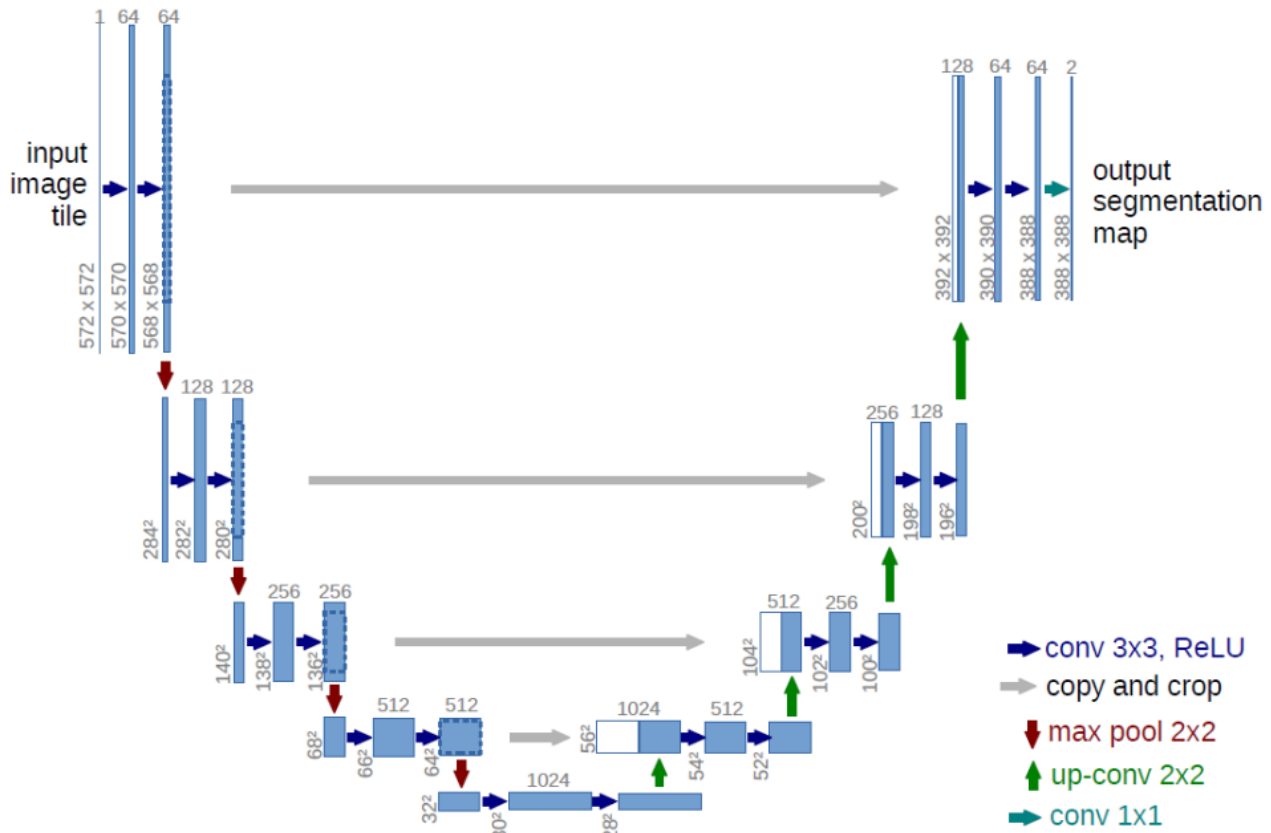 1 64 64
128 64 64 2
input
image
tile
output
segmentation
map
572 x 572
570 x 570
568 x 568
392 x 392
390 x 390
388 x 388
388 x 388
128 128
256 128
284²
282²
280²
200²
198²
196²
256 256
512 256
140²
138²
136²
104²
102²
100²
conv 3x3, ReLU
copy and crop
max pool 2x2
up-conv 2x2
conv 1x1
512 512
1024 512
68²
66²
64²
56²
54²
52²
1024
32²